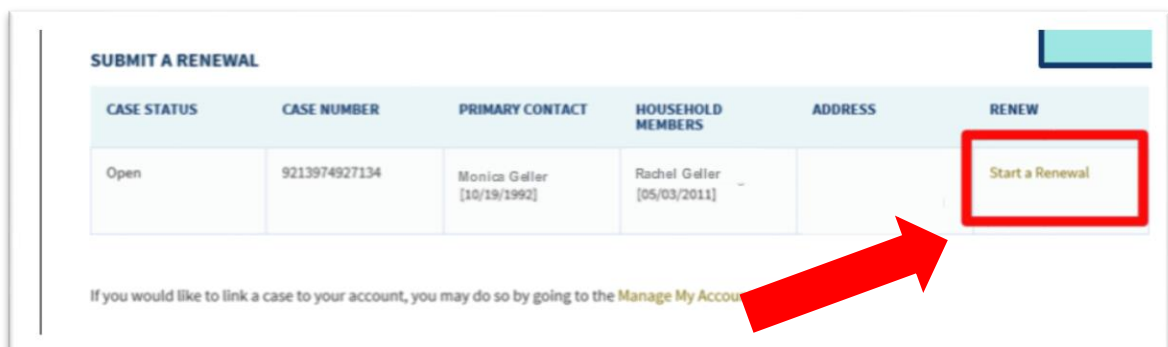 SUBMIT A RENEWAL
CASE STATUS CASE NUMBER PRIMARY CONTACT HOUSEHOLD MEMBERS ADDRESS RENEW
Open 9213974927134 Monica Geller Rachel Geller Start a Renewal
[10/19/1992] [05/03/2011]
If you would like to link a case to your account, you may do so by going to the Manage My